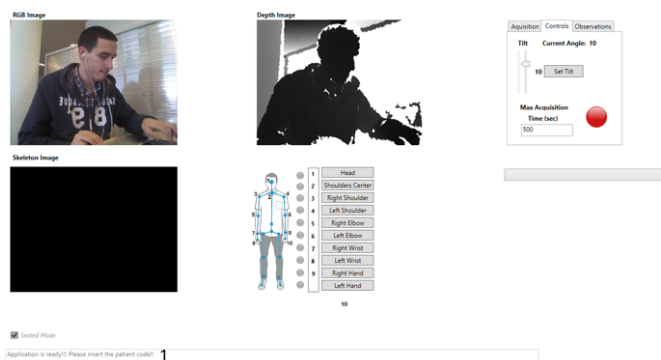 RGB Image
Depth Image
Aquisition Controls Observations
Tilt Current Angle: 10
10 Set Tilt
Max Acquisition
Time (sec)
500
Skeleton Image
1 Head
2 Shoulders Center
3 Right Shoulder
4 Left Shoulder
5 Right Elbow
6 Left Elbow
7 Right Wrist
8 Left Wrist
9 Right Hand
Left Hand
10
Seated Mode
Application is ready!!! Please insert the patient code!! 1